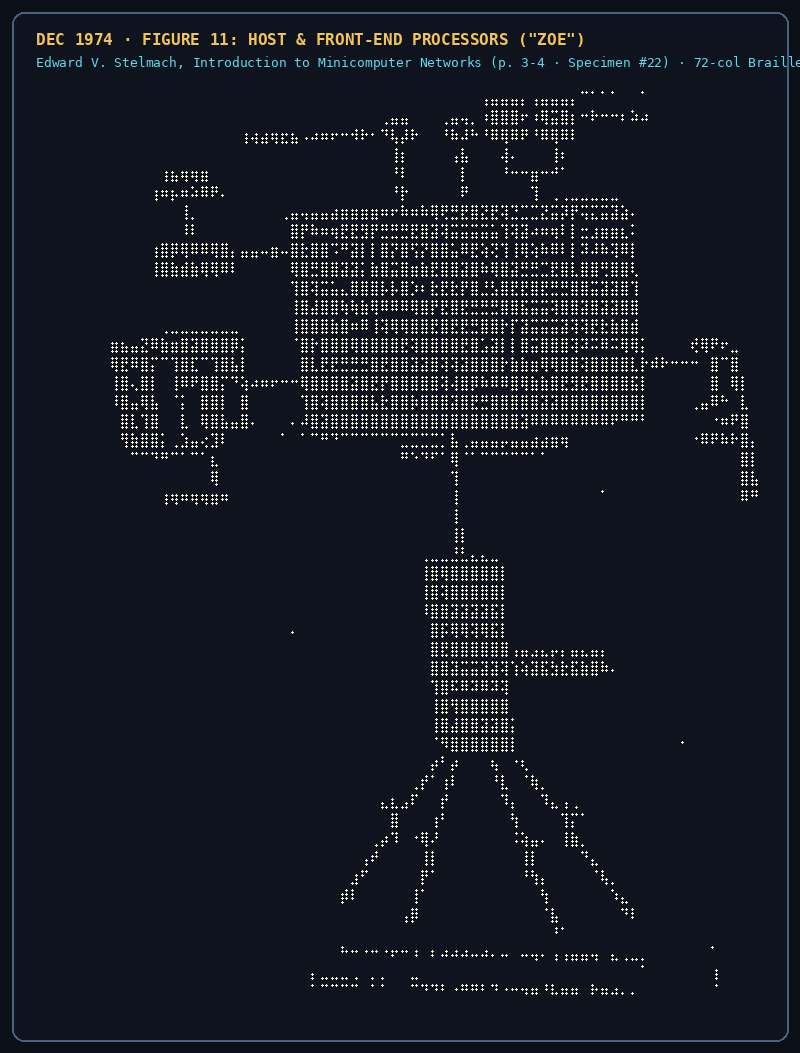 DEC 1974 · FIGURE 11: HOST & FRONT-END PROCESSORS ("ZOE")
Edward V. Stelmach, Introduction to Minicomputer Networks (p. 3-4 · Specimen #22) · 72-col Braille